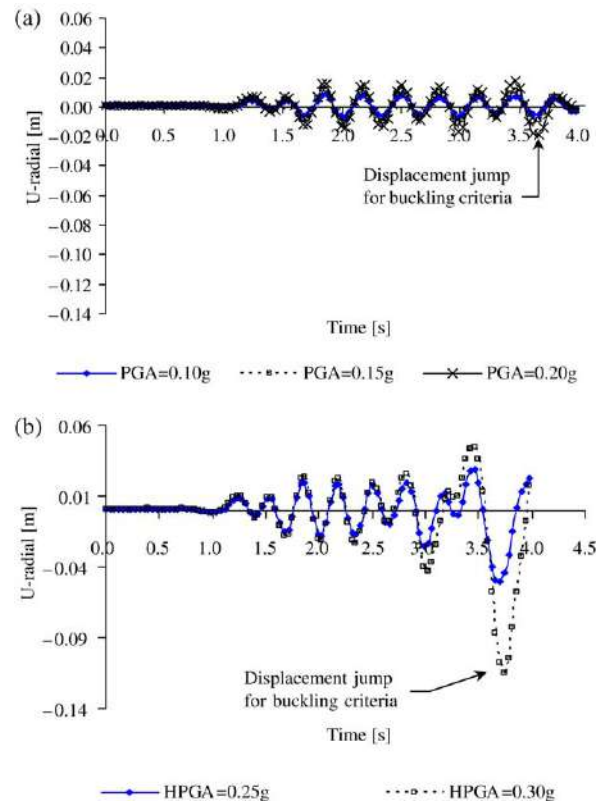 (a)
0.06
0.04
0.02
0.00
−0.02
−0.04
−0.06
−0.08
−0.10
−0.12
−0.14
U-radial [m]
0.0 0.5 1.0 1.5 2.0 2.5 3.0 3.5 4.0
Displacement jump
for buckling criteria
Time [s]
PGA=0.10g PGA=0.15g PGA=0.20g
(b)
0.06
0.01
−0.04
−0.09
−0.14
U-radial [m]
0.0 0.5 1.0 1.5 2.0 2.5 3.0 3.5 4.0 4.5
Displacement jump
for buckling criteria
Time [s]
HPGA=0.25g HPGA=0.30g